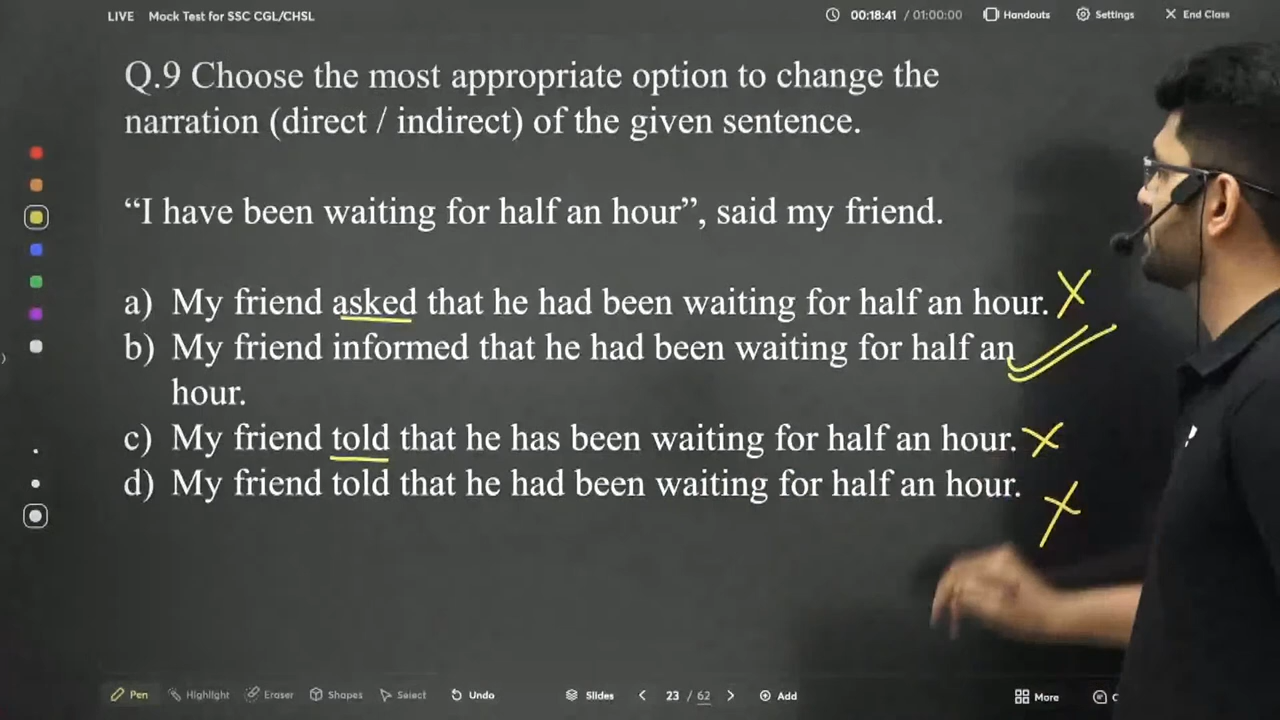 LIVE Mock Test for SSC CGL/CHSL 00:18:41 / 01:00:00 Handouts Settings End Class
Q.9 Choose the most appropriate option to change the
narration (direct / indirect) of the given sentence.
“I have been waiting for half an hour”, said my friend.
a) My friend asked that he had been waiting for half an hour.
b) My friend informed that he had been waiting for half an
hour.
c) My friend told that he has been waiting for half an hour.
d) My friend told that he had been waiting for half an hour.
Pen Highlight Eraser Shapes Select Undo Slides 23 / 62 Add More